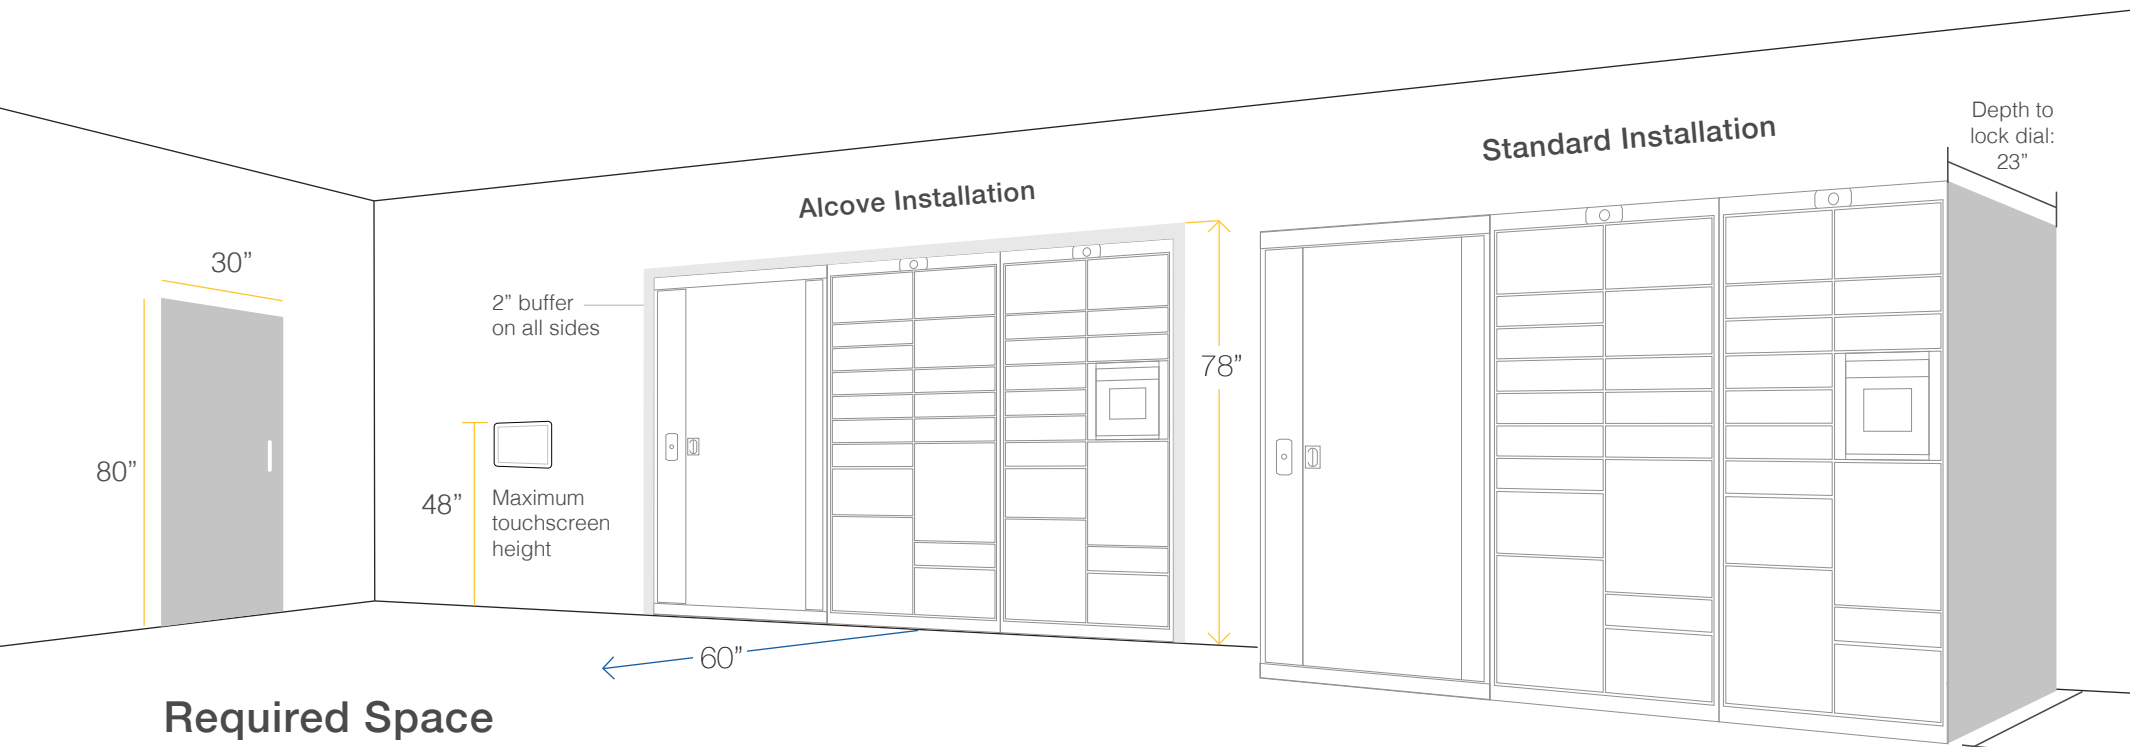 Depth to
lock dial:
23”
Standard Installation
Alcove Installation
30”
2” buffer
on all sides
78”
80”
48”
Maximum
touchscreen
height
60”
Required Space